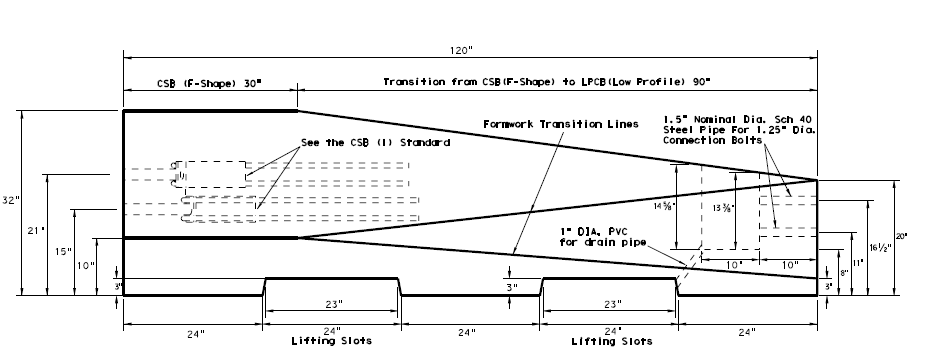 120"
CSB (F-Shape) 30"
Transition from CSB(F-Shape) to LPCB(Low Profile) 90"
1.5" Nominal Dia. Sch 40
Steel Pipe For 1.25" Dia.
Connection Bolts
Formwork Transition Lines
See the CSB (1) Standard
32"
21"
15"
10"
3"
14⅝"
13⅜"
1" DIA. PVC
for drain pipe
10"
10"
20"
16½"
11"
8"
3"
3"
23"
23"
24"
24"
24"
24"
24"
Lifting Slots
Lifting Slots